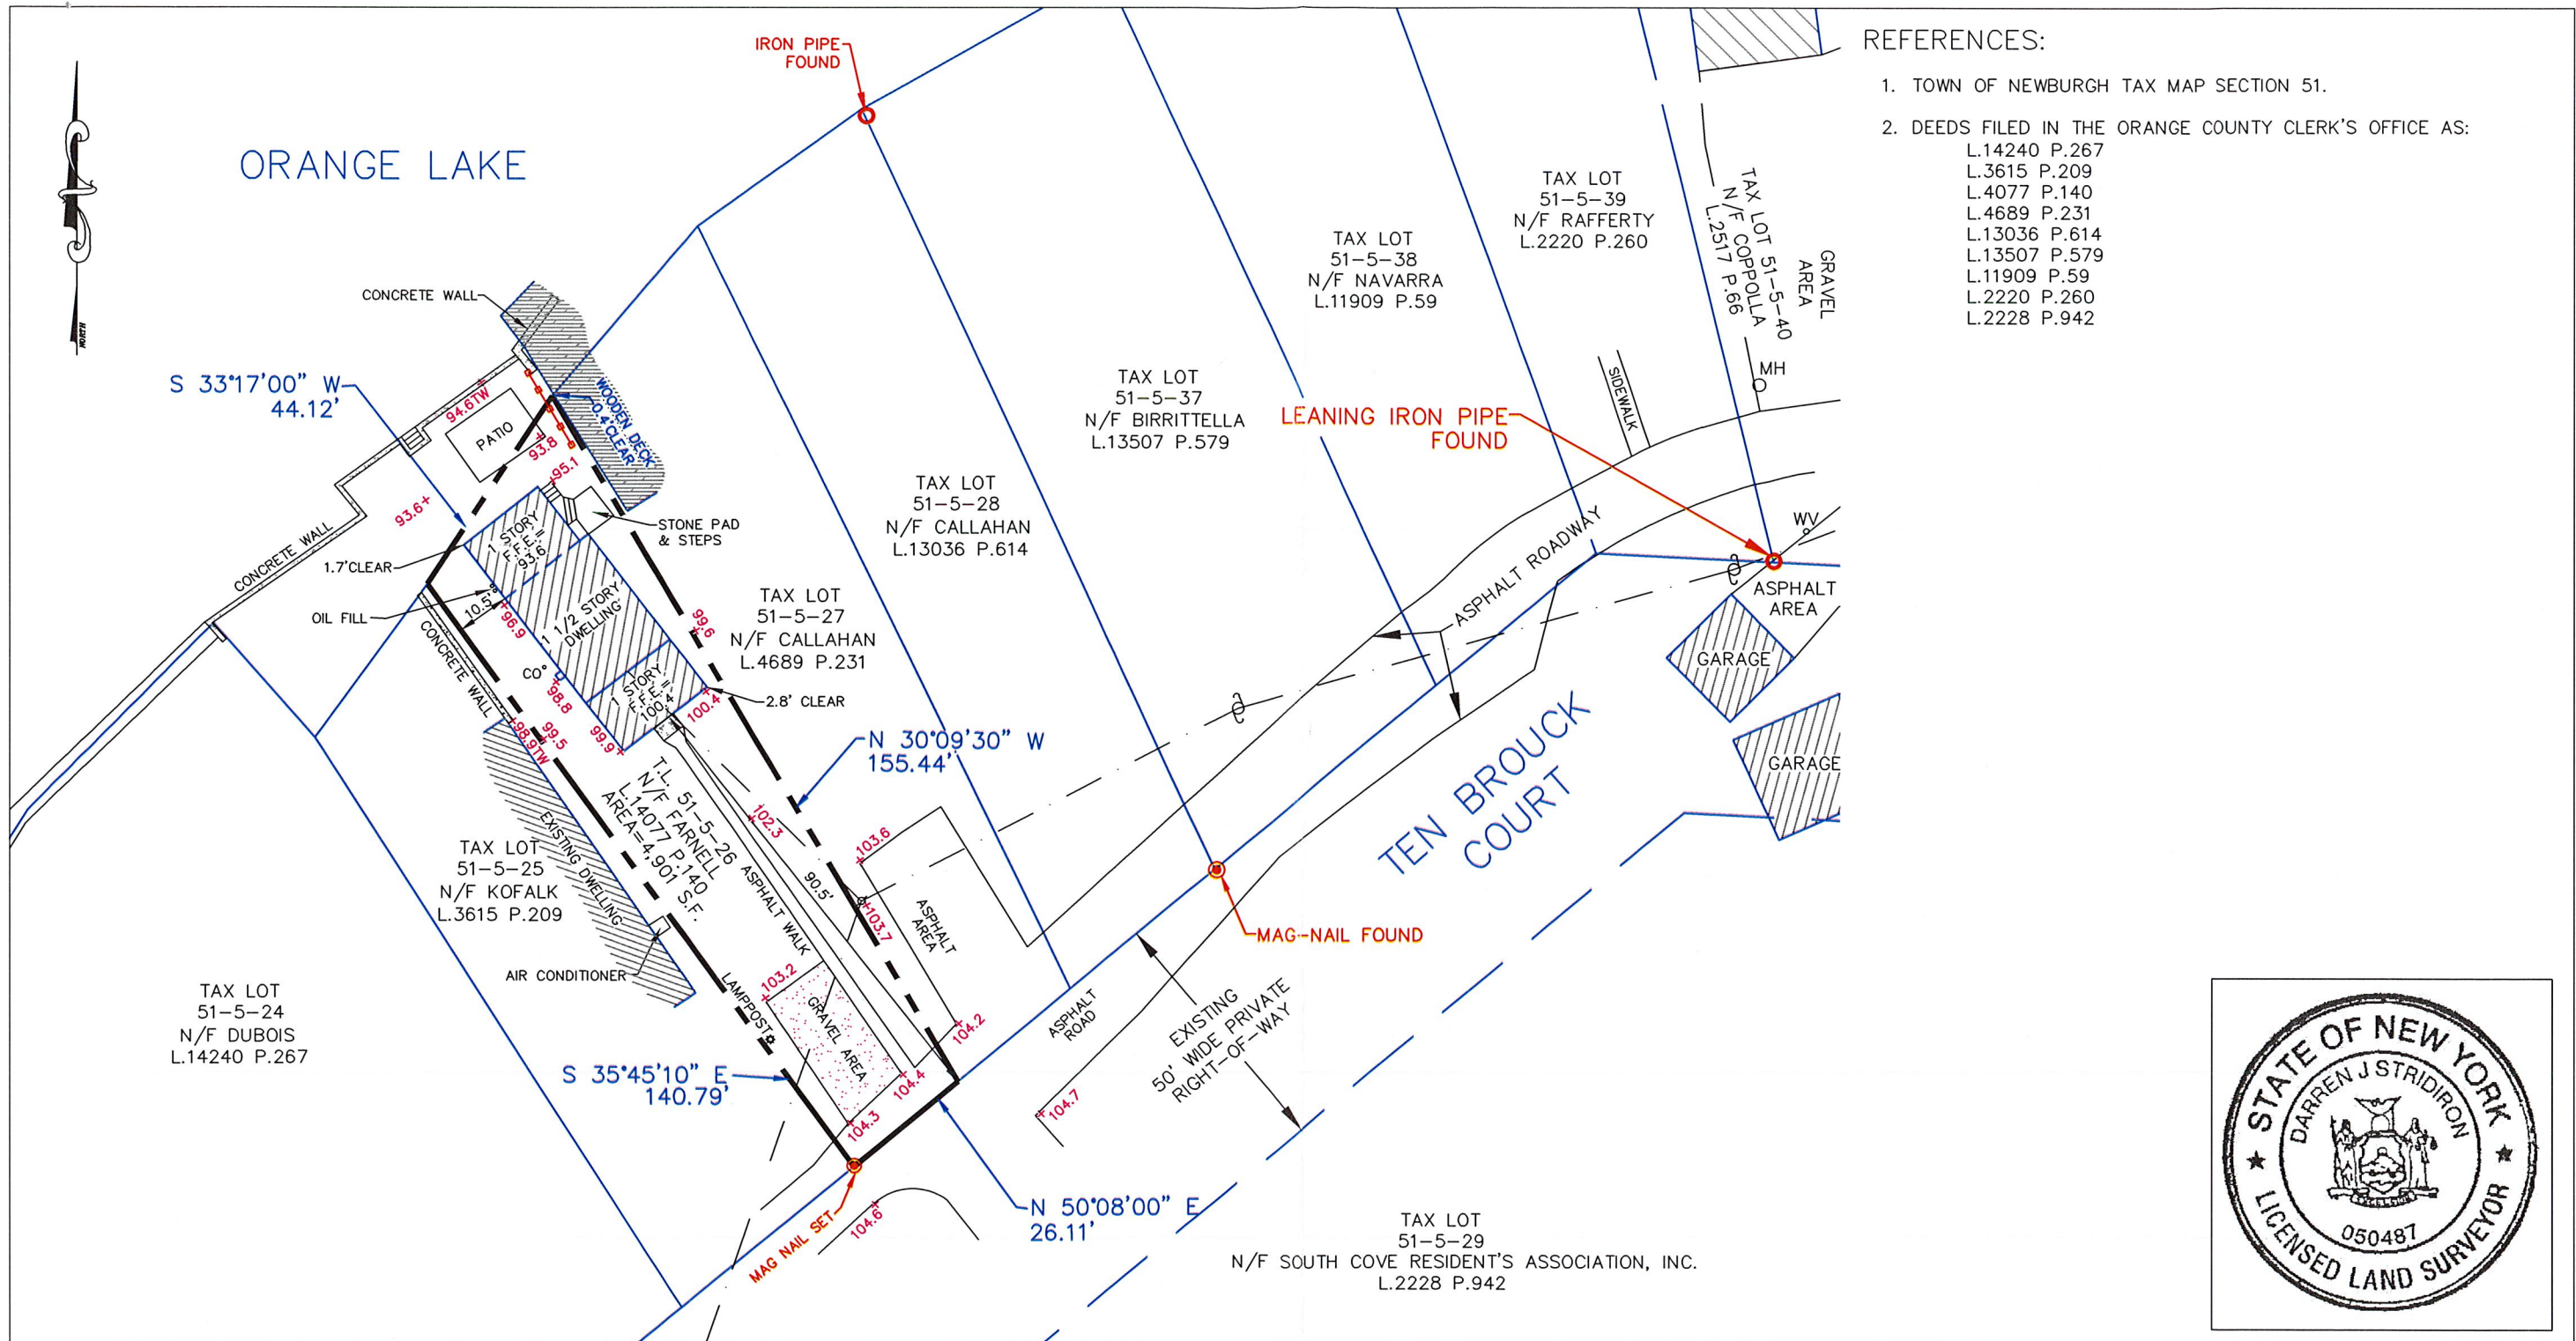 IRON PIPE
FOUND
REFERENCES:
1. TOWN OF NEWBURGH TAX MAP SECTION 51.
2. DEEDS FILED IN THE ORANGE COUNTY CLERK'S OFFICE AS:
L.14240 P.267
L.3615 P.209
L.4077 P.140
L.4689 P.231
L.13036 P.614
L.13507 P.579
L.11909 P.59
L.2220 P.260
L.2228 P.942
NORTH
ORANGE LAKE
TAX LOT
51-5-39
N/F RAFFERTY
L.2220 P.260
TAX LOT 51-5-40
N/F COPPOLLA
L.2517 P.66
GRAVEL
AREA
TAX LOT
51-5-38
N/F NAVARRA
L.11909 P.59
CONCRETE WALL
S 33°17'00" W
44.12'
94.6TW
PATIO
93.8
95.1
WOODEN DECK
0.4'CLEAR
TAX LOT
51-5-37
N/F BIRRITTELLA
L.13507 P.579
SIDEWALK
MH
LEANING IRON PIPE
FOUND
TAX LOT
51-5-28
N/F CALLAHAN
L.13036 P.614
93.6+
CONCRETE WALL
STONE PAD
& STEPS
1 STORY
F.F.E.=
93.6
1.7'CLEAR
OIL FILL
10.5'
96.9
1 1/2 STORY
DWELLING
CONCRETE WALL
99.6
TAX LOT
51-5-27
N/F CALLAHAN
L.4689 P.231
ASPHALT ROADWAY
WV
ASPHALT
AREA
GARAGE
GARAGE
CO
98.8
1 STORY
F.F.E.=
100.4
100.4
2.8' CLEAR
99.9
99.5
98.9TW
N 30°09'30" W
155.44'
TEN BROUCK
COURT
T.L. 51-5-26
N/F FARNELL
L.14077 P.140
AREA=4,901 S.F.
EXISTING DWELLING
TAX LOT
51-5-25
N/F KOFALK
L.3615 P.209
102.3
103.6
90.5'
ASPHALT WALK
103.7
ASPHALT
AREA
MAG-NAIL FOUND
AIR CONDITIONER
LAMPPOST
103.2
GRAVEL AREA
TAX LOT
51-5-24
N/F DUBOIS
L.14240 P.267
104.2
ASPHALT
ROAD
EXISTING
50' WIDE PRIVATE
RIGHT-OF-WAY
S 35°45'10" E
140.79'
104.4
104.3
104.7
N 50°08'00" E
26.11'
MAG NAIL SET
104.6
TAX LOT
51-5-29
N/F SOUTH COVE RESIDENT'S ASSOCIATION, INC.
L.2228 P.942
STATE OF NEW YORK
DARREN J STRIDIRON
EXCELSIOR
050487
LICENSED LAND SURVEYOR